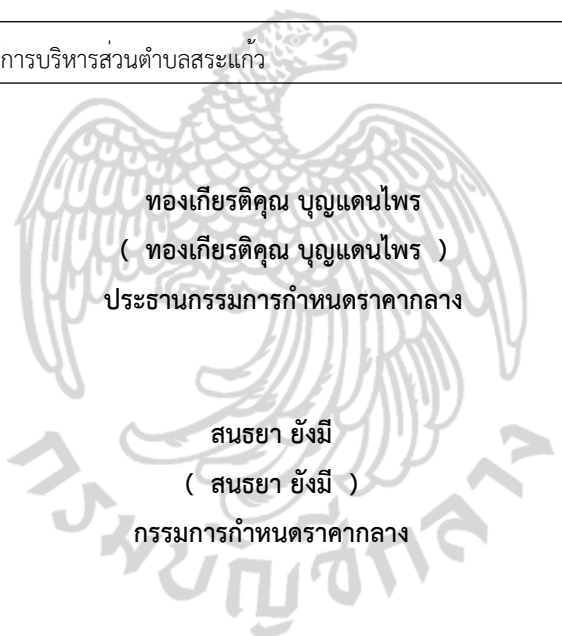 การบริหารส่วนตำบลสระแก้ว
ทองเกียรติคุณ บุญแดนไพร
( ทองเกียรติคุณ บุญแดนไพร )
ประธานกรรมการกำหนดราคากลาง
สนธยา ยังมี
( สนธยา ยังมี )
กรรมการกำหนดราคากลาง
กรมบัญชีกลาง